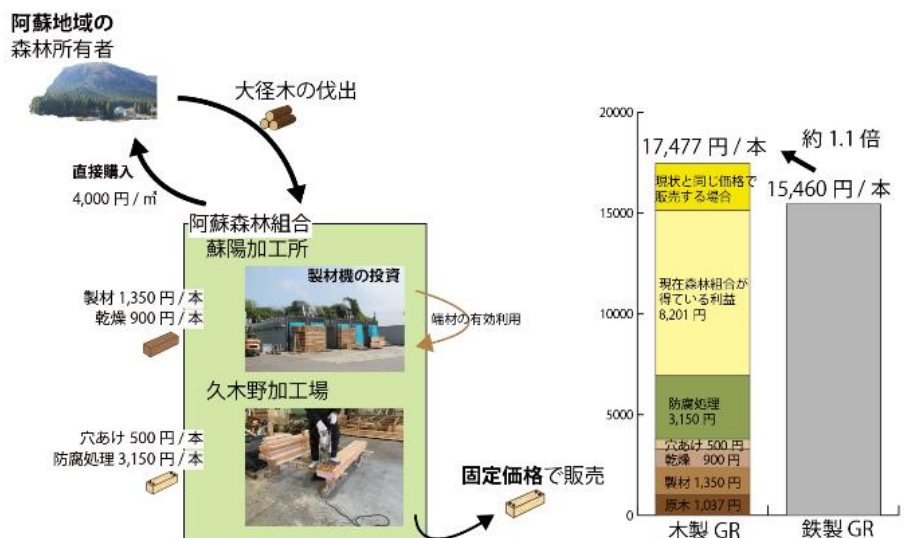 阿蘇地域の
森林所有者
大径木の伐出
直接購入
4,000 円 / ㎥
阿蘇森林組合
蘇陽加工所
製材機の投資
製材 1,350 円 / 本
乾燥 900 円 / 本
端材の有効利用
久木野加工場
穴あけ 500 円 / 本
防腐処理 3,150 円 / 本
固定価格で販売
20000
15000
10000
5000
0
17,477 円 / 本
約 1.1 倍
15,460 円 / 本
現状と同じ価格で
販売する場合
現在森林組合が
得ている利益
8,201 円
防腐処理
3,150 円
穴あけ 500 円
乾燥 900 円
製材 1,350 円
原木 1,037 円
木製 GR
鉄製 GR